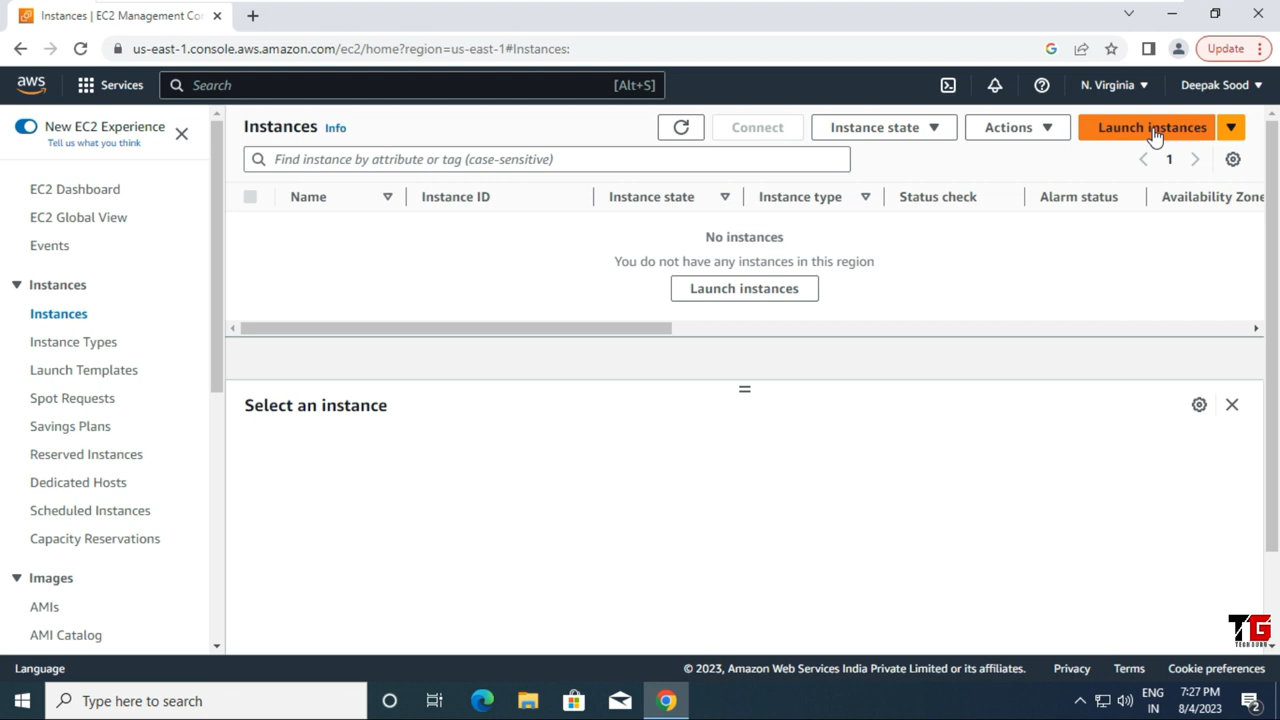 Instances | EC2 Management Con
us-east-1.console.aws.amazon.com/ec2/home?region=us-east-1#Instances:
Update
aws
Services
Search
[Alt+S]
N. Virginia
Deepak Sood
New EC2 Experience
Tell us what you think
EC2 Dashboard
EC2 Global View
Events
Instances
Instances
Instance Types
Launch Templates
Spot Requests
Savings Plans
Reserved Instances
Dedicated Hosts
Scheduled Instances
Capacity Reservations
Images
AMIs
AMI Catalog
Instances Info
Connect
Instance state
Actions
Launch instances
Find instance by attribute or tag (case-sensitive)
1
Name
Instance ID
Instance state
Instance type
Status check
Alarm status
Availability Zone
No instances
You do not have any instances in this region
Launch instances
Select an instance
TG
TECH GURU
Language
© 2023, Amazon Web Services India Private Limited or its affiliates.
Privacy
Terms
Cookie preferences
Type here to search
ENG
IN
7:27 PM
8/4/2023
2